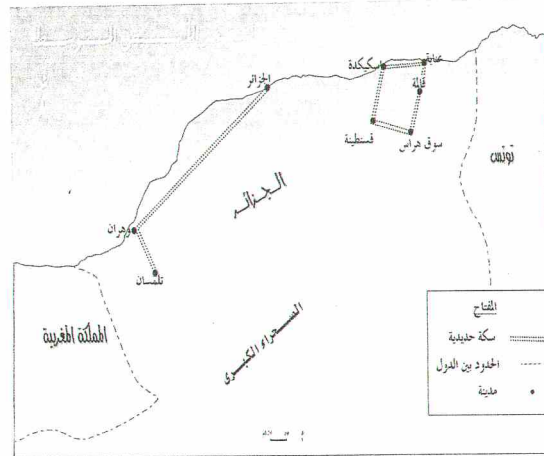 الجزائر
سكيكدة
عنابة
قالمة
قسنطينة
سوق هراس
تونس
الجزائر
وهران
تلمسان
المملكة المغربية
الصحراء الكبرى
المفتاح
سكة حديدية
الحدود بين الدول
مدينة